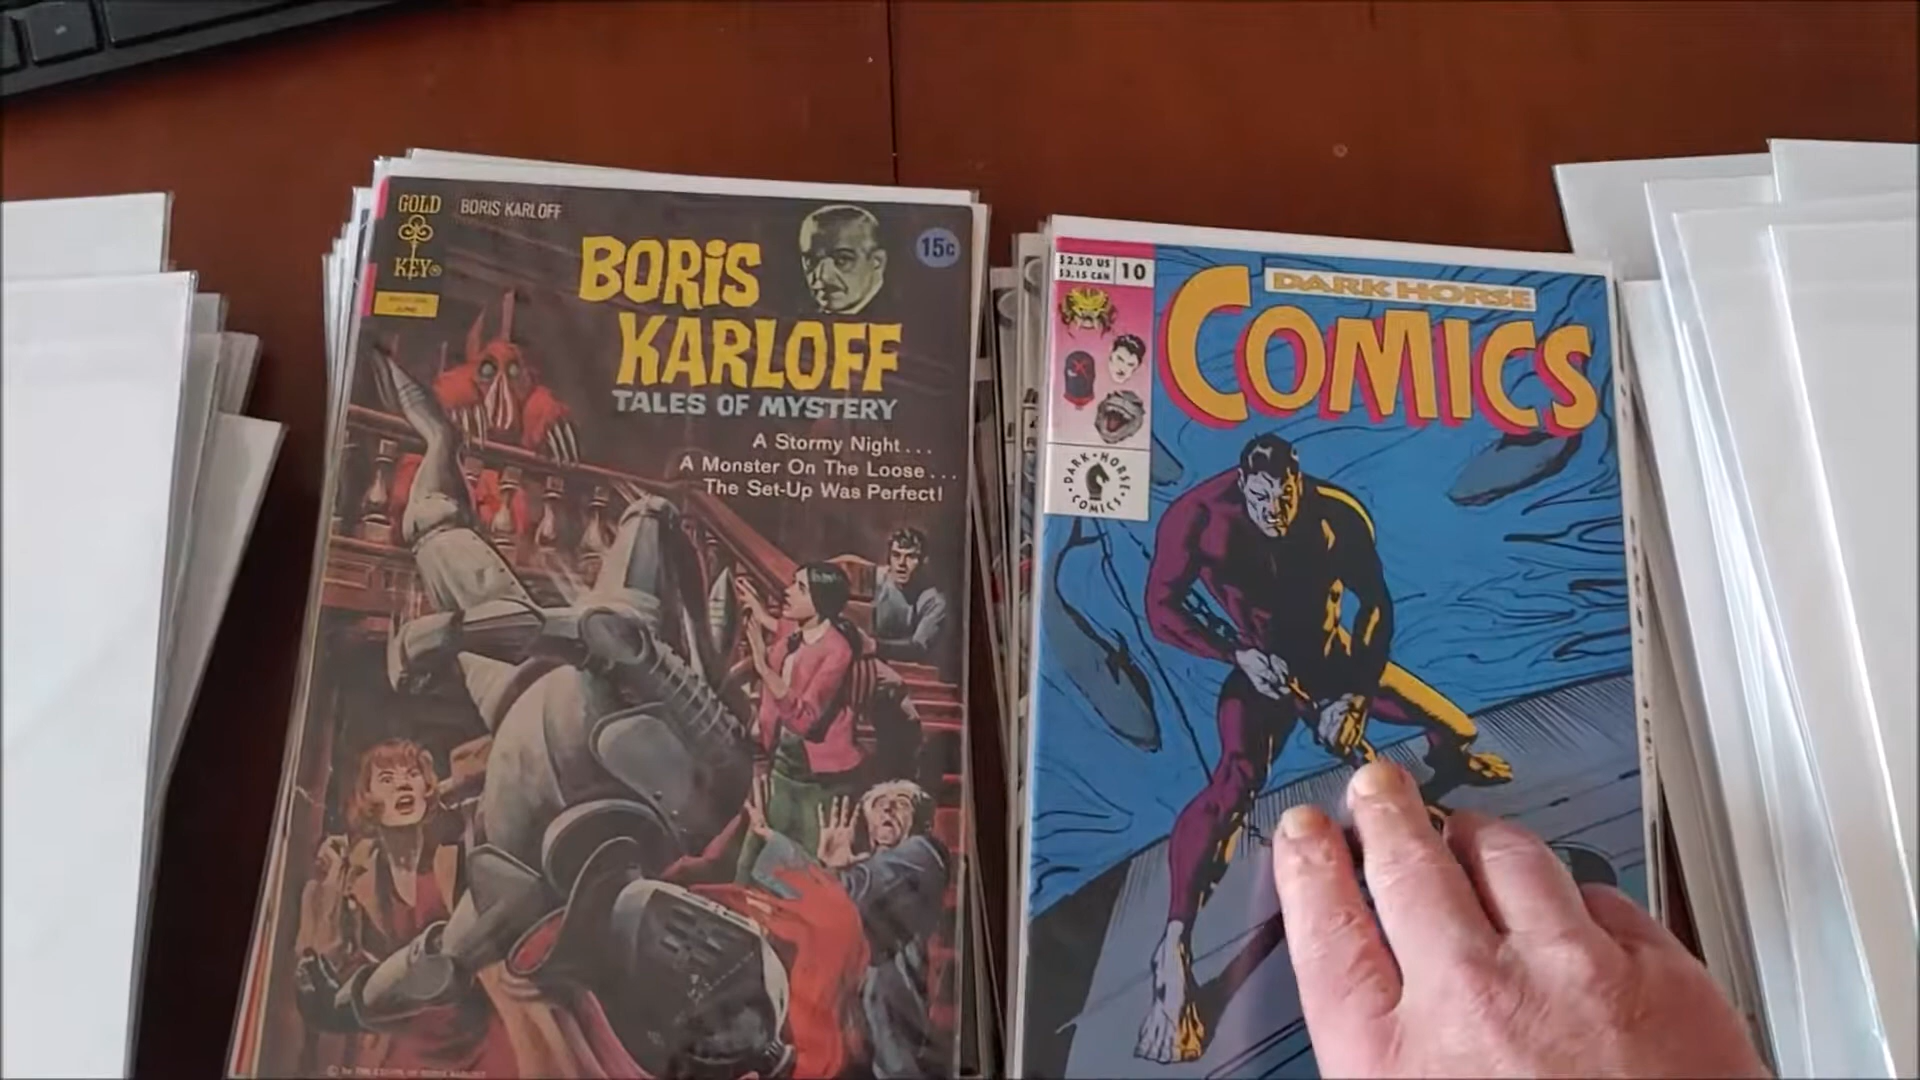 GOLD
KEY®
BORIS KARLOFF
15¢
JUNE
BORIS
KARLOFF
TALES OF MYSTERY
A Stormy Night...
A Monster On The Loose...
The Set-Up Was Perfect!
$2.50 US
$3.15 CAN
10
DARK HORSE
COMICS
DARK · HORSE · COMICS